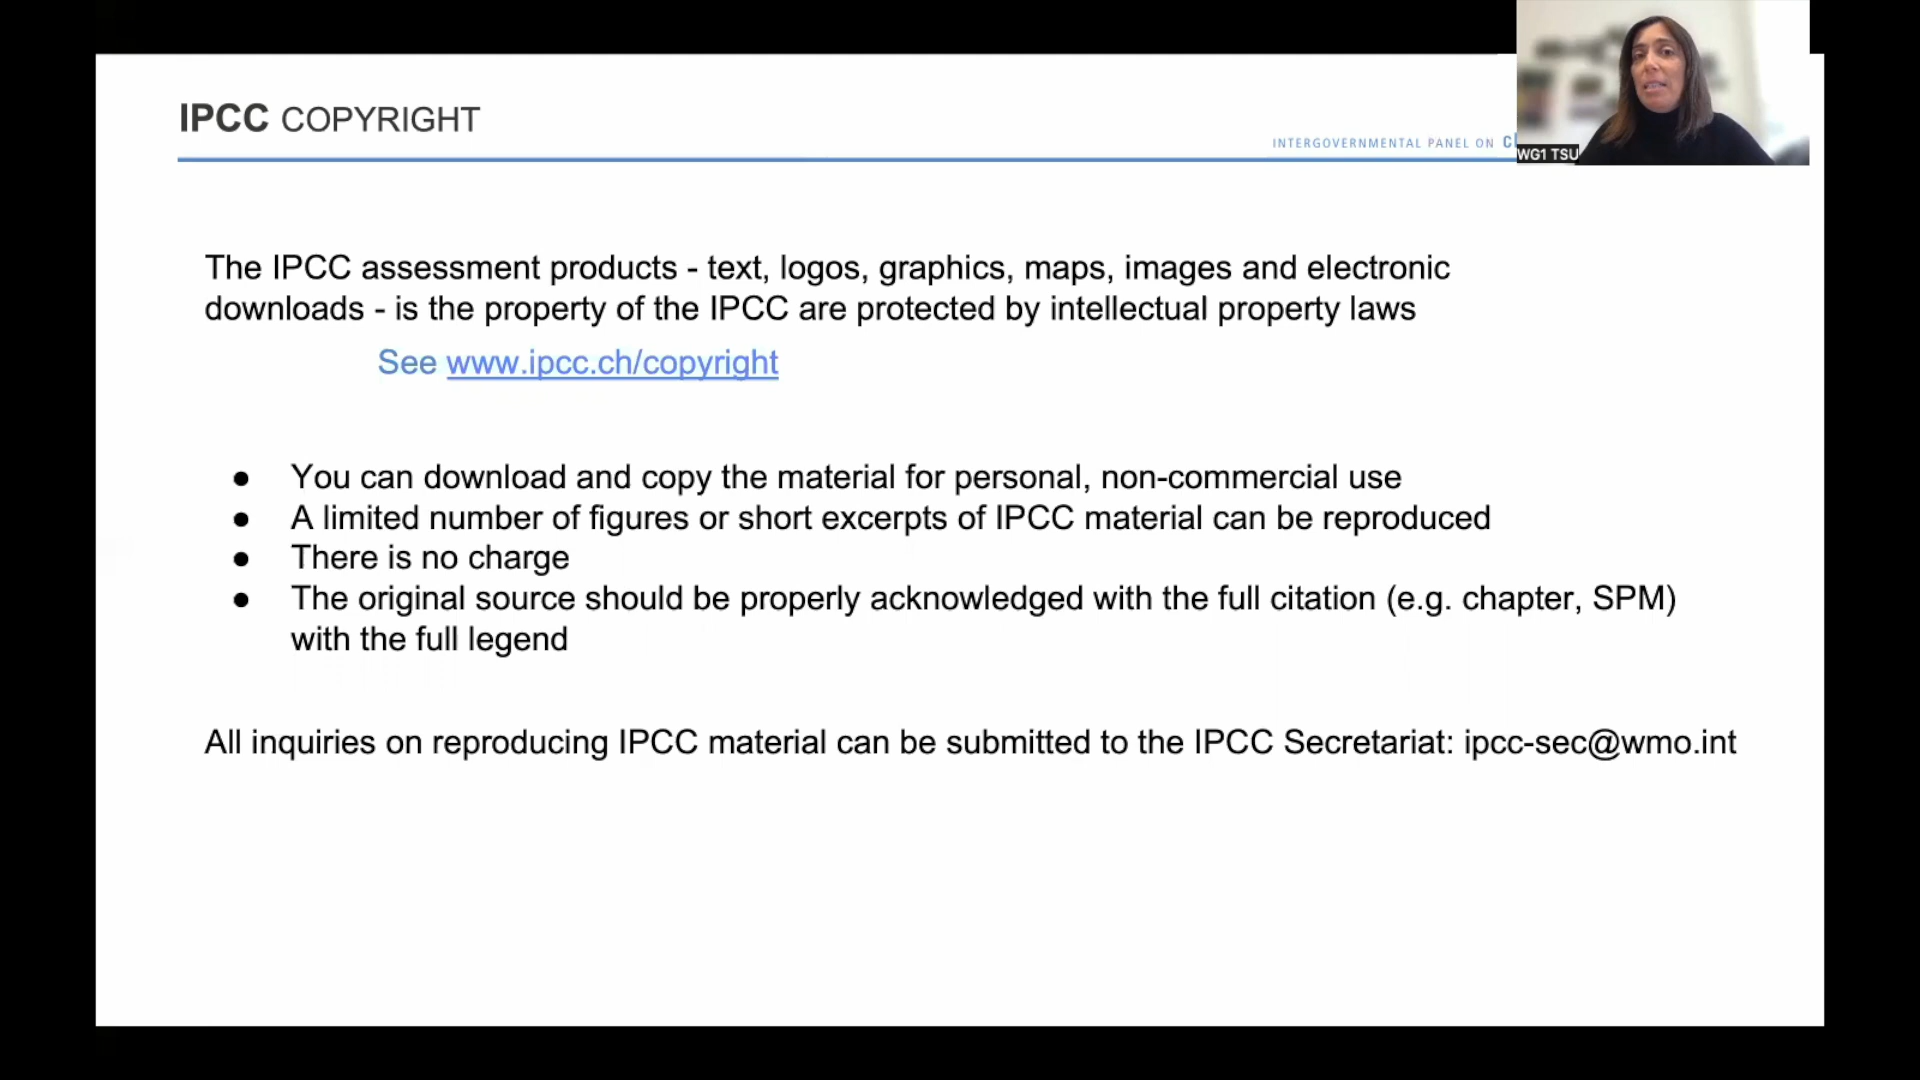 IPCC COPYRIGHT
INTERGOVERNMENTAL PANEL ON
WG1 TSU
The IPCC assessment products - text, logos, graphics, maps, images and electronic
downloads - is the property of the IPCC are protected by intellectual property laws
See www.ipcc.ch/copyright
● You can download and copy the material for personal, non-commercial use
● A limited number of figures or short excerpts of IPCC material can be reproduced
● There is no charge
● The original source should be properly acknowledged with the full citation (e.g. chapter, SPM)
with the full legend
All inquiries on reproducing IPCC material can be submitted to the IPCC Secretariat: ipcc-sec@wmo.int